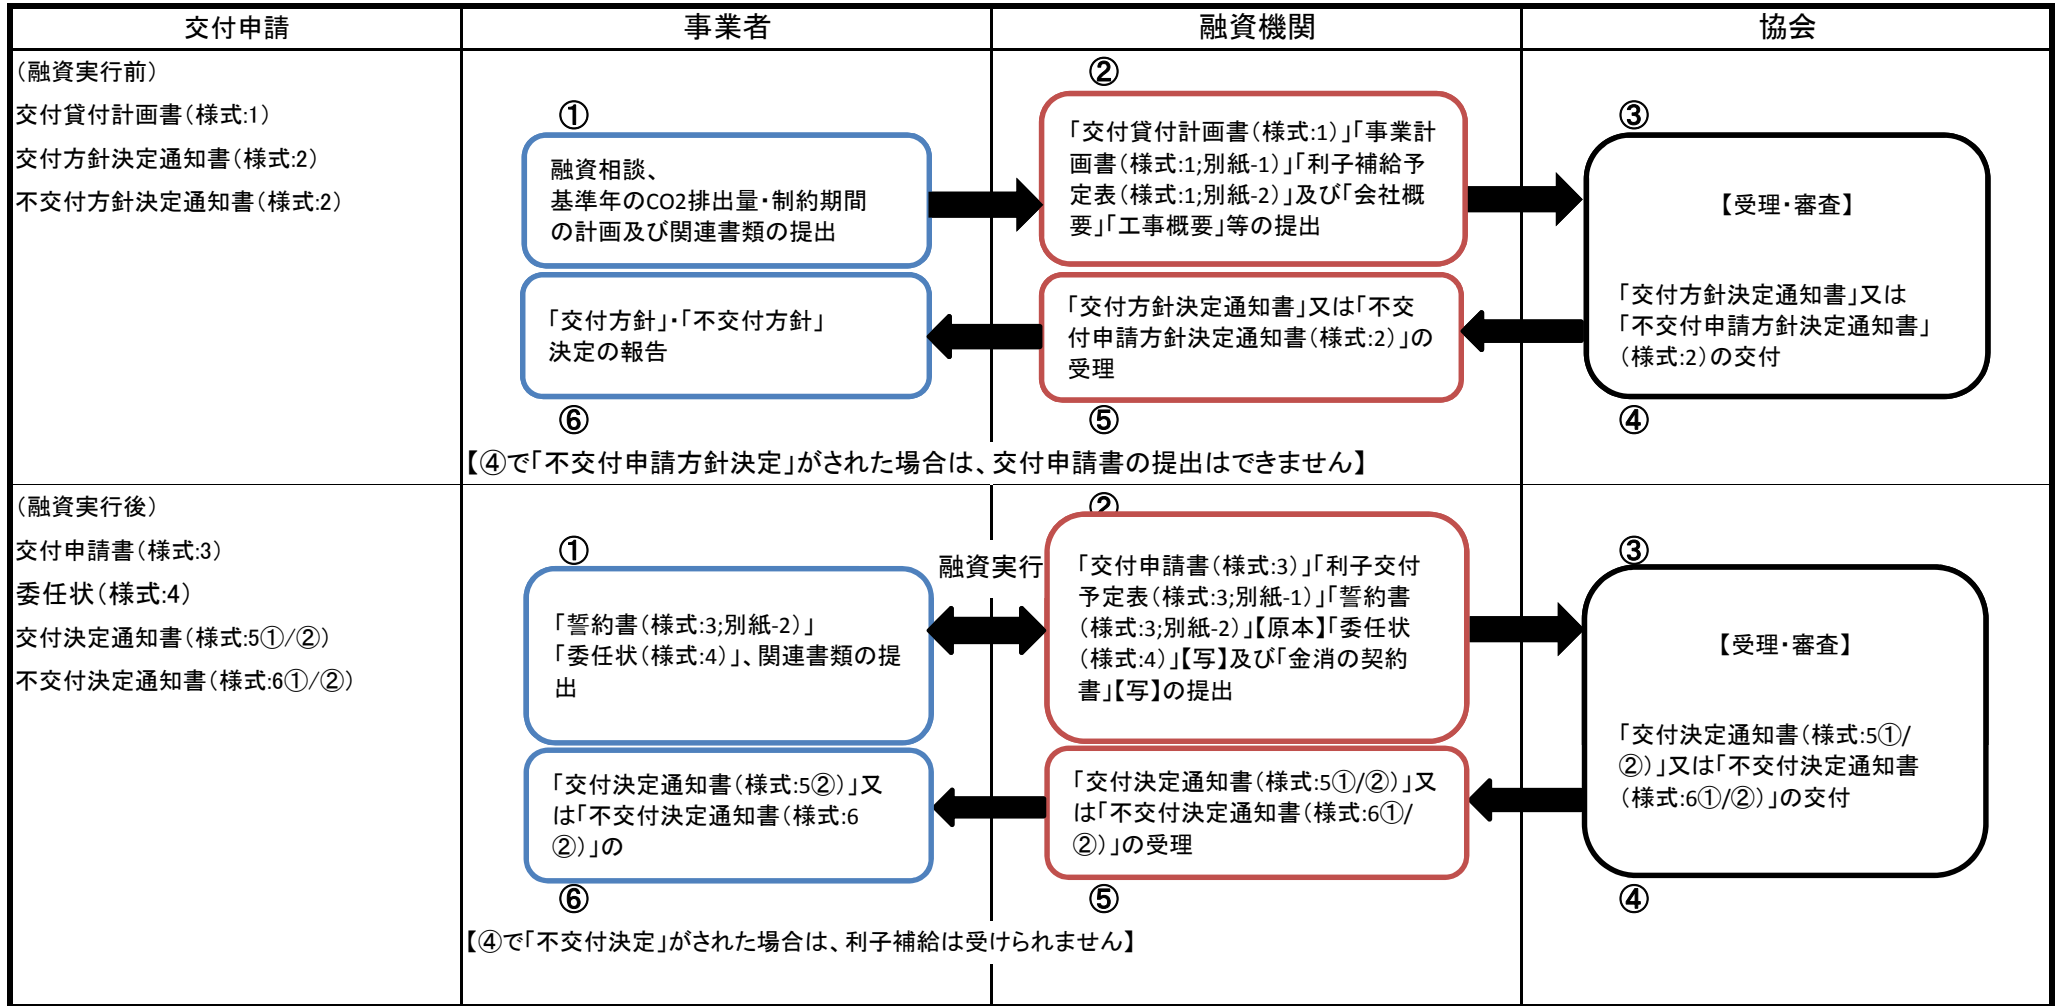 交付申請
事業者
融資機関
協会
（融資実行前）
交付貸付計画書（様式:1）
交付方針決定通知書（様式:2）
不交付方針決定通知書（様式:2）
①
融資相談、
基準年のCO2排出量・制約期間
の計画及び関連書類の提出
②
「交付貸付計画書（様式:1）」「事業計
画書（様式:1;別紙-1）」「利子補給予
定表（様式:1;別紙-2）」及び「会社概
要」「工事概要」等の提出
③
【受理・審査】
「交付方針決定通知書」又は
「不交付申請方針決定通知書」
（様式:2）の交付
④
「交付方針決定通知書」又は「不交
付申請方針決定通知書（様式:2）」の
受理
⑤
「交付方針」・「不交付方針」
決定の報告
⑥
【④で「不交付申請方針決定」がされた場合は、交付申請書の提出はできません】
（融資実行後）
交付申請書（様式:3）
委任状（様式:4）
交付決定通知書（様式:5①/②）
不交付決定通知書（様式:6①/②）
①
「誓約書（様式:3;別紙-2）」
「委任状（様式:4）」、関連書類の提
出
融資実行
②
「交付申請書（様式:3）」「利子交付
予定表（様式:3;別紙-1）」「誓約書
（様式:3;別紙-2）」【原本】「委任状
（様式:4）」【写】及び「金消の契約
書」【写】の提出
③
【受理・審査】
「交付決定通知書（様式:5①/
②）」又は「不交付決定通知書
（様式:6①/②）」の交付
④
「交付決定通知書（様式:5①/②）」又
は「不交付決定通知書（様式:6①/
②）」の受理
⑤
「交付決定通知書（様式:5②）」又
は「不交付決定通知書（様式:6
②）」の
⑥
【④で「不交付決定」がされた場合は、利子補給は受けられません】